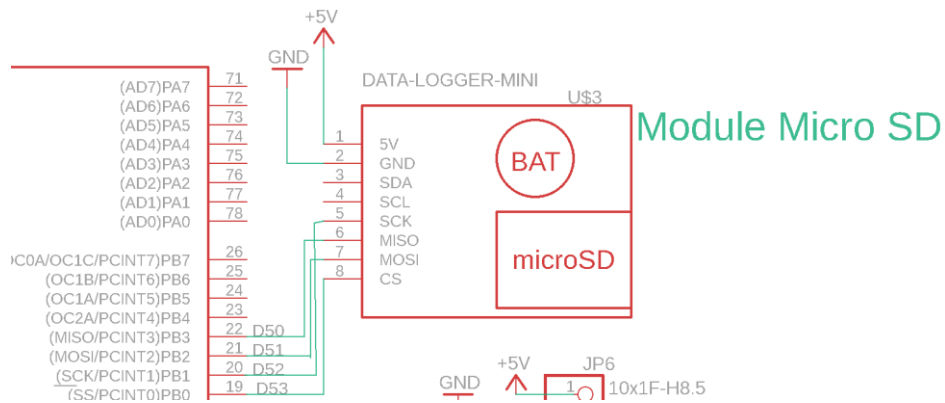 +5V
GND
DATA-LOGGER-MINI
U$3
Module Micro SD
(AD7)PA7 71
(AD6)PA6 72
(AD5)PA5 73
(AD4)PA4 74
(AD3)PA3 75
(AD2)PA2 76
(AD1)PA1 77
(AD0)PA0 78
1 5V
2 GND
3 SDA
4 SCL
5 SCK
6 MISO
7 MOSI
8 CS
BAT
microSD
C0A/OC1C/PCINT7)PB7 26
(OC1B/PCINT6)PB6 25
(OC1A/PCINT5)PB5 24
(OC2A/PCINT4)PB4 23
(MISO/PCINT3)PB3 22 D50
(MOSI/PCINT2)PB2 21 D51
(SCK/PCINT1)PB1 20 D52
(SS/PCINT0)PB0 19 D53
+5V
GND
JP6
1
10x1F-H8.5